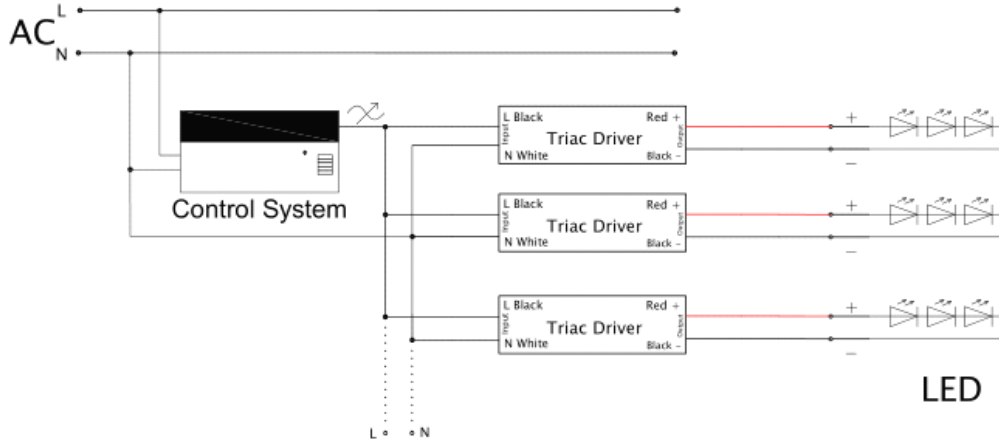 AC
L
N
Control System
L Black
Red +
Input
Triac Driver
Output
N White
Black -
+
−
L Black
Red +
Input
Triac Driver
Output
N White
Black -
+
−
L Black
Red +
Input
Triac Driver
Output
N White
Black -
+
−
LED
L
N